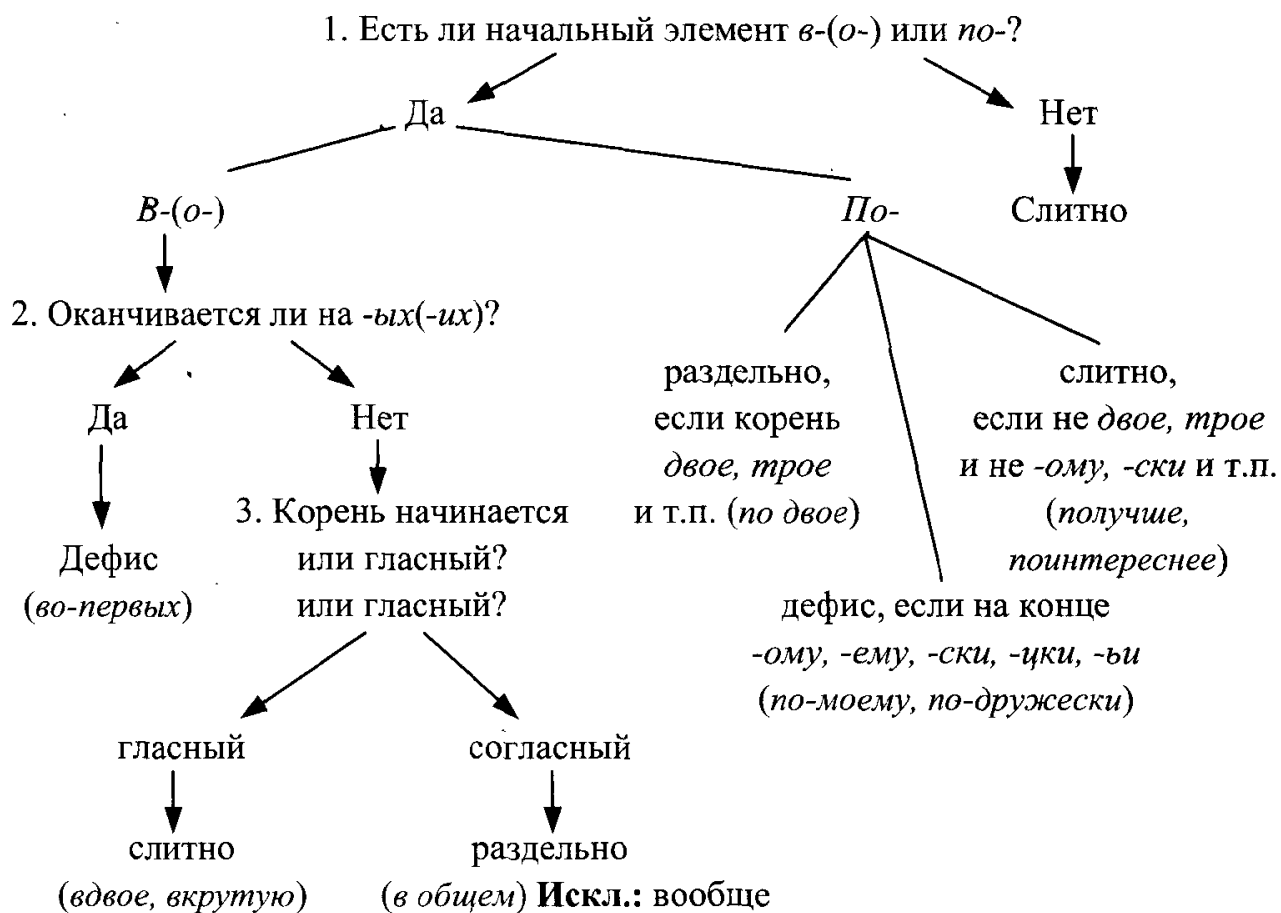 1. Есть ли начальный элемент в-(о-) или по-?
Да
Нет
В-(о-)
По-
Слитно
2. Оканчивается ли на -ых(-их)?
Да
Нет
Дефис
(во-первых)
3. Корень начинается
или гласный?
или гласный?
гласный
согласный
слитно
(вдвое, вкрутую)
раздельно
(в общем) Искл.: вообще
раздельно,
если корень
двое, трое
и т.п. (по двое)
слитно,
если не двое, трое
и не -ому, -ски и т.п.
(получше,
поинтереснее)
дефис, если на конце
-ому, -ему, -ски, -цки, -ьи
(по-моему, по-дружески)